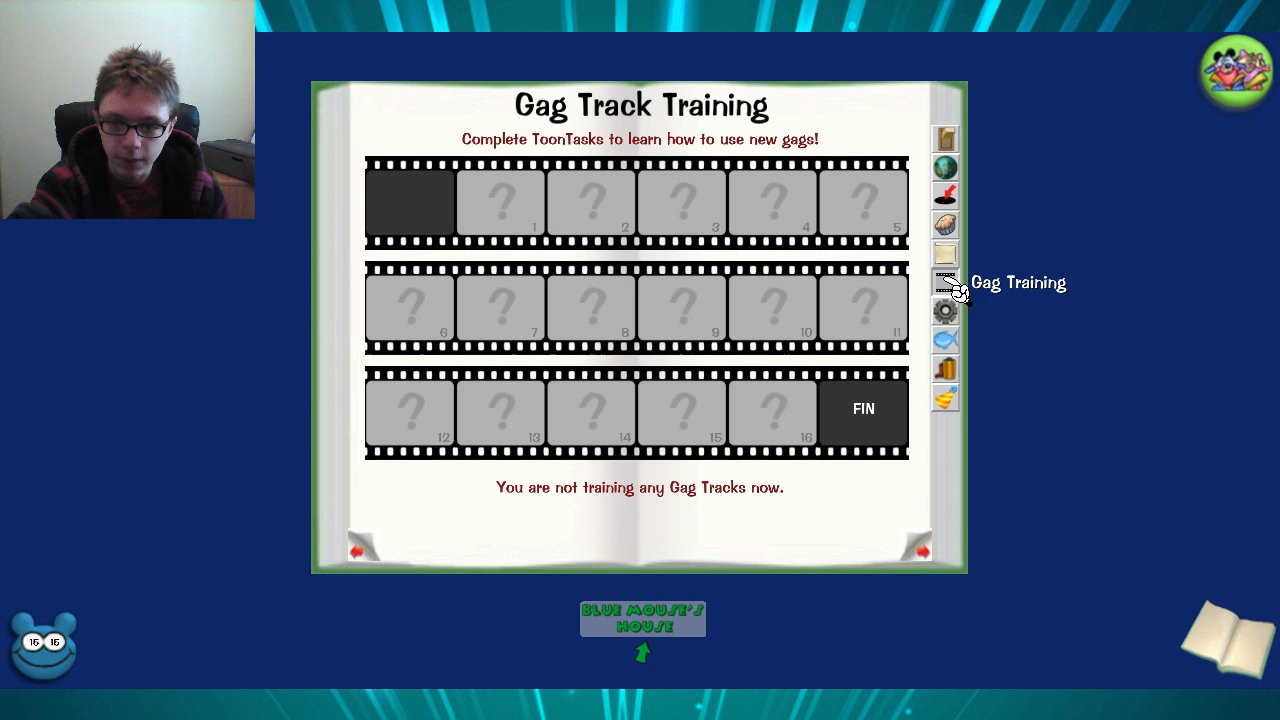 Gag Track Training
Complete ToonTasks to learn how to use new gags!
? 1
? 2
? 3
? 4
? 5
? 6
? 7
? 8
? 9
? 10
? 11
? 12
? 13
? 14
? 15
? 16
FIN
You are not training any Gag Tracks now.
Gag Training
BLUE MOUSE'S
HOUSE
15 15